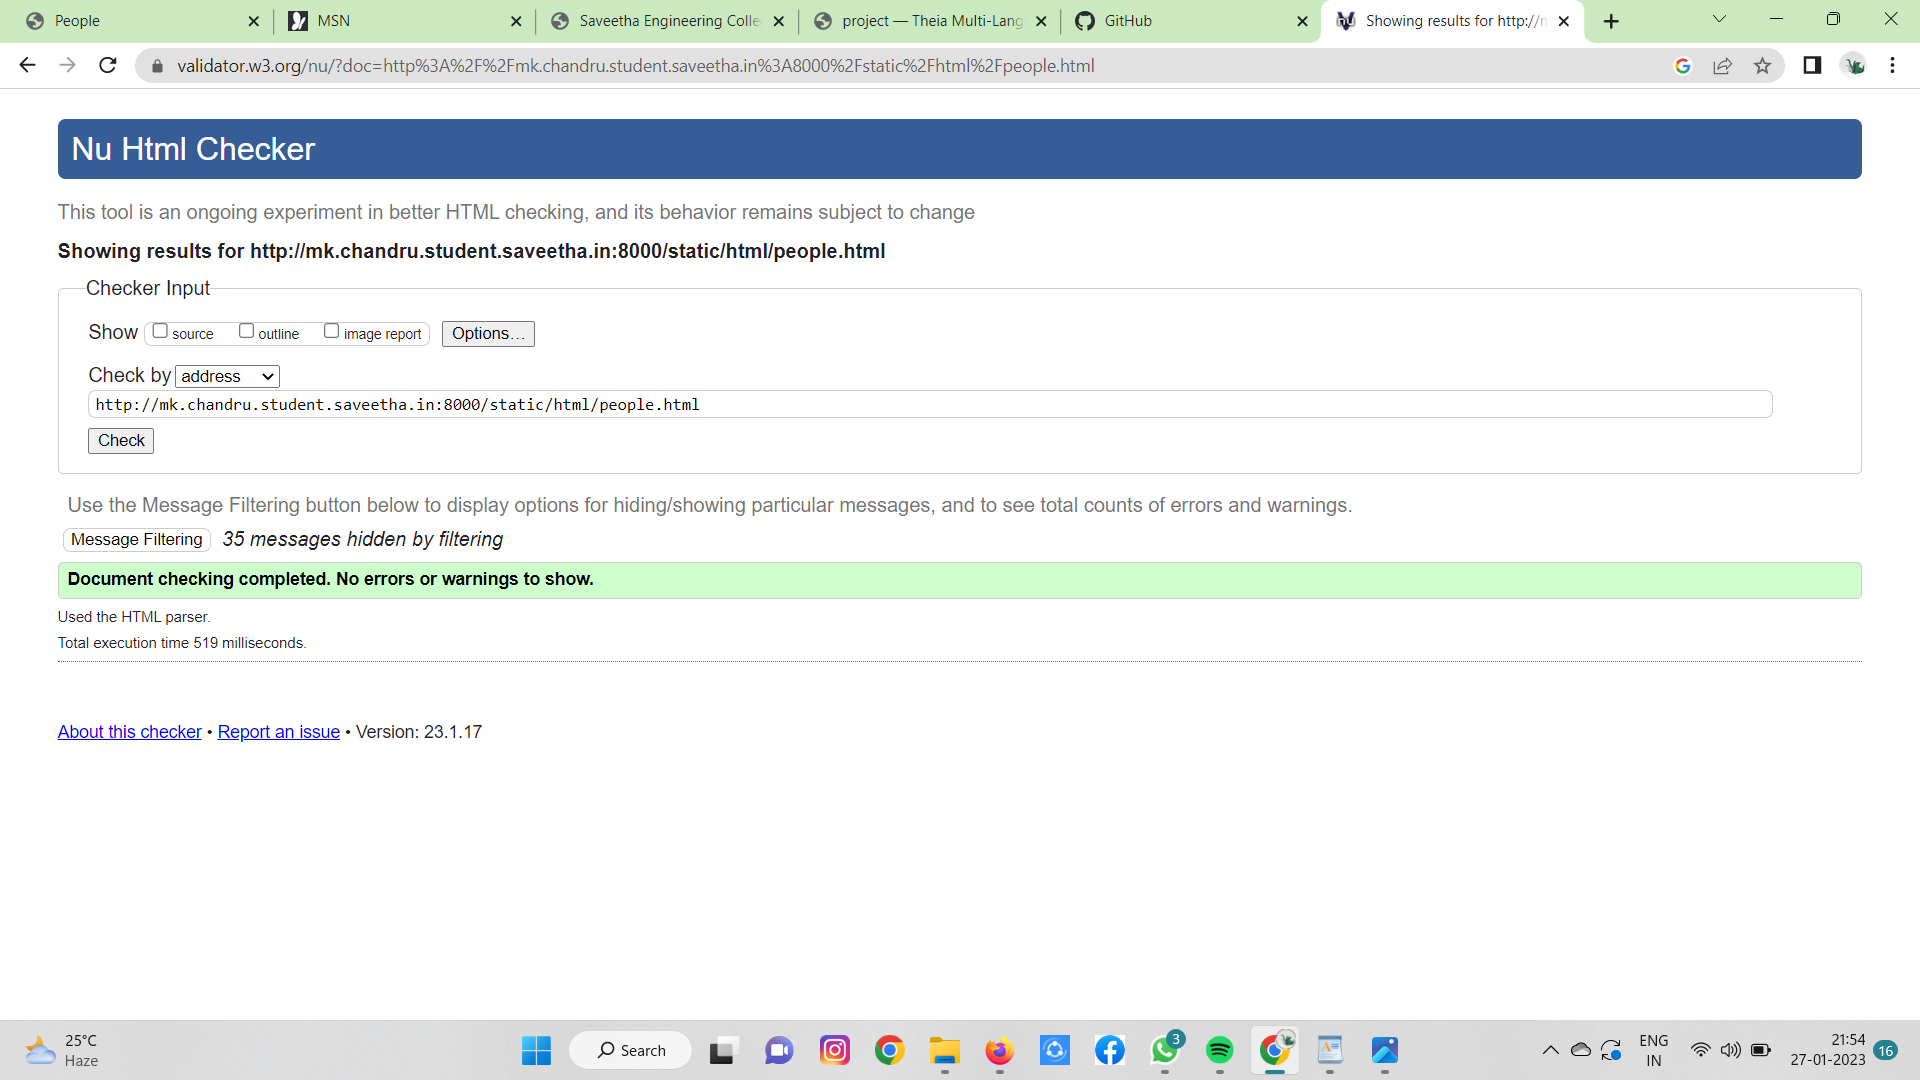 People
MSN
Saveetha Engineering Colle
project — Theia Multi-Lang
GitHub
Showing results for http://m
validator.w3.org/nu/?doc=http%3A%2F%2Fmk.chandru.student.saveetha.in%3A8000%2Fstatic%2Fhtml%2Fpeople.html
Nu Html Checker
This tool is an ongoing experiment in better HTML checking, and its behavior remains subject to change
Showing results for http://mk.chandru.student.saveetha.in:8000/static/html/people.html
Checker Input
Show source outline image report Options...
Check by address
http://mk.chandru.student.saveetha.in:8000/static/html/people.html
Check
Use the Message Filtering button below to display options for hiding/showing particular messages, and to see total counts of errors and warnings.
Message Filtering 35 messages hidden by filtering
Document checking completed. No errors or warnings to show.
Used the HTML parser.
Total execution time 519 milliseconds.
About this checker • Report an issue • Version: 23.1.17
25°C
Haze
Search
3
ENG
IN
21:54
27-01-2023
16